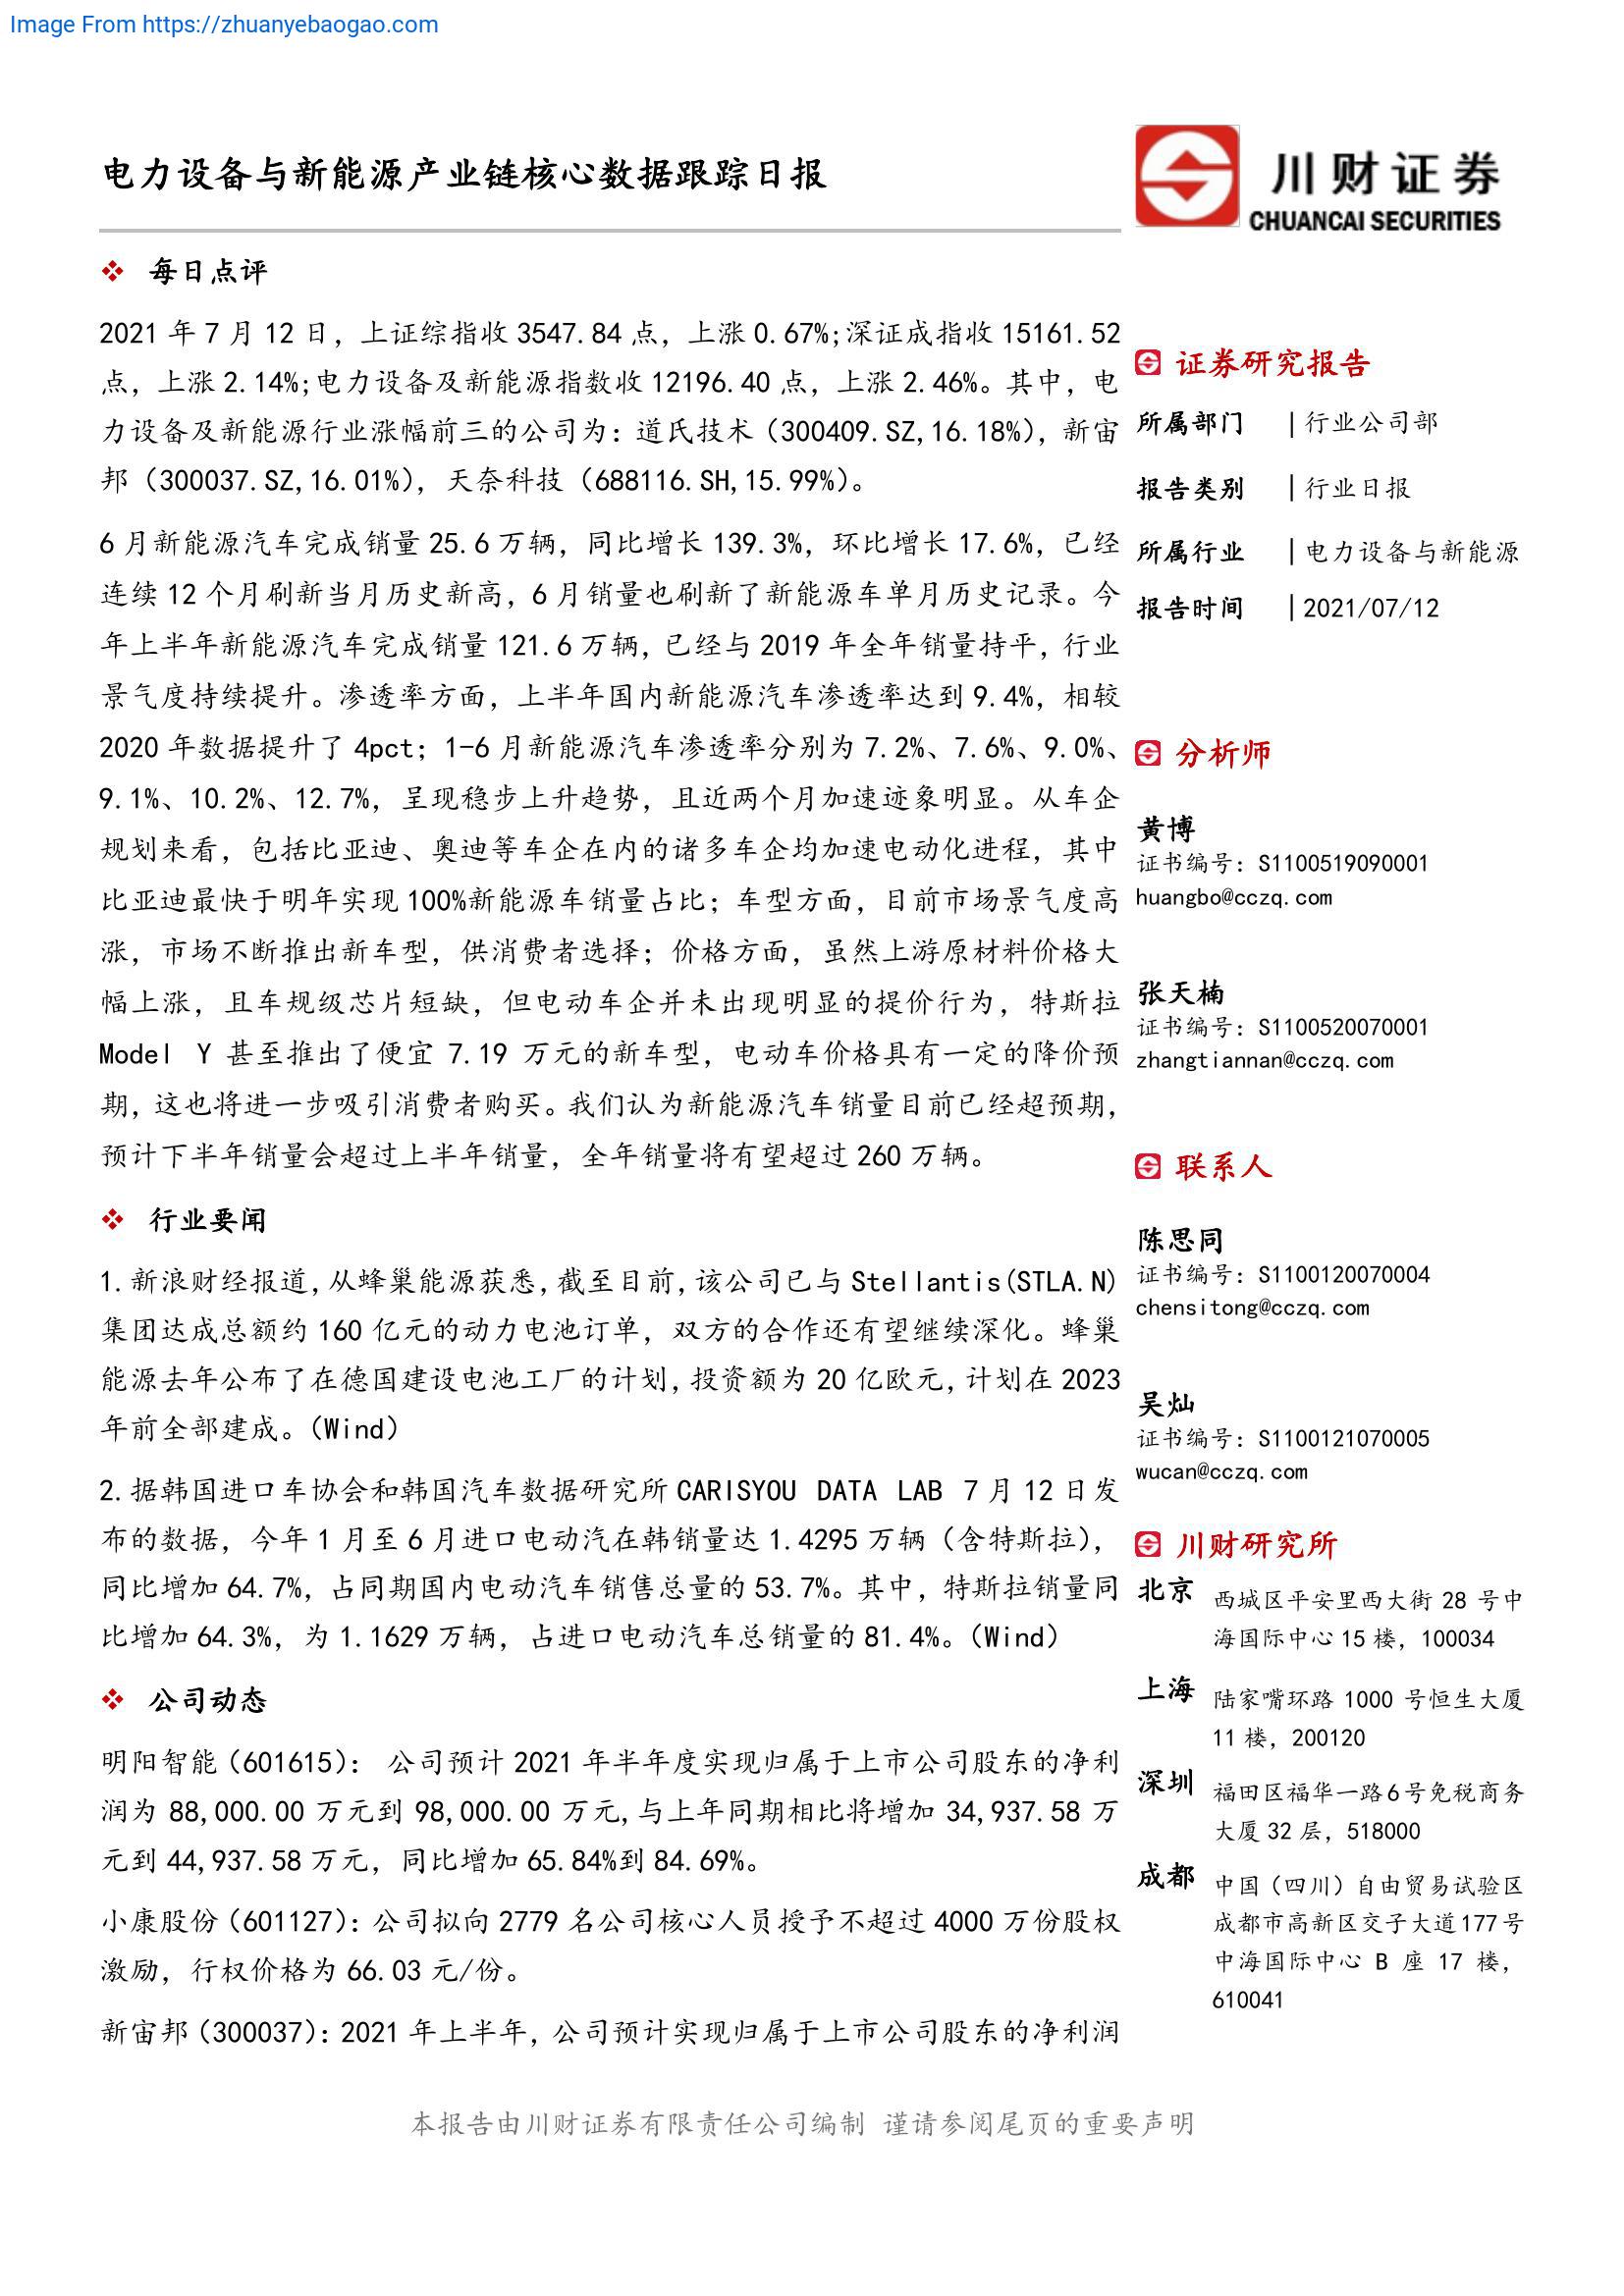 Image From https://zhuanyebaogao.com
电力设备与新能源产业链核心数据跟踪日报
川财证券
CHUANCAI SECURITIES
每日点评
2021 年 7 月 12 日，上证综指收 3547.84 点，上涨 0.67%;深证成指收 15161.52
点，上涨 2.14%;电力设备及新能源指数收 12196.40 点，上涨 2.46%。其中，电
力设备及新能源行业涨幅前三的公司为：道氏技术（300409.SZ,16.18%），新宙
邦（300037.SZ,16.01%），天奈科技（688116.SH,15.99%）。
6 月新能源汽车完成销量 25.6 万辆，同比增长 139.3%，环比增长 17.6%，已经
连续 12 个月刷新当月历史新高，6 月销量也刷新了新能源车单月历史记录。今
年上半年新能源汽车完成销量 121.6 万辆，已经与 2019 年全年销量持平，行业
景气度持续提升。渗透率方面，上半年国内新能源汽车渗透率达到 9.4%，相较
2020 年数据提升了 4pct；1-6 月新能源汽车渗透率分别为 7.2%、7.6%、9.0%、
9.1%、10.2%、12.7%，呈现稳步上升趋势，且近两个月加速迹象明显。从车企
规划来看，包括比亚迪、奥迪等车企在内的诸多车企均加速电动化进程，其中
比亚迪最快于明年实现 100%新能源车销量占比；车型方面，目前市场景气度高
涨，市场不断推出新车型，供消费者选择；价格方面，虽然上游原材料价格大
幅上涨，且车规级芯片短缺，但电动车企并未出现明显的提价行为，特斯拉
Model Y 甚至推出了便宜 7.19 万元的新车型，电动车价格具有一定的降价预
期，这也将进一步吸引消费者购买。我们认为新能源汽车销量目前已经超预期，
预计下半年销量会超过上半年销量，全年销量将有望超过 260 万辆。
行业要闻
1.新浪财经报道,从蜂巢能源获悉,截至目前,该公司已与 Stellantis(STLA.N)
集团达成总额约 160 亿元的动力电池订单，双方的合作还有望继续深化。蜂巢
能源去年公布了在德国建设电池工厂的计划,投资额为 20 亿欧元,计划在 2023
年前全部建成。（Wind）
2.据韩国进口车协会和韩国汽车数据研究所 CARISYOU DATA LAB 7 月 12 日发
布的数据，今年 1 月至 6 月进口电动汽在韩销量达 1.4295 万辆（含特斯拉），
同比增加 64.7%，占同期国内电动汽车销售总量的 53.7%。其中，特斯拉销量同
比增加 64.3%，为 1.1629 万辆，占进口电动汽车总销量的 81.4%。（Wind）
公司动态
明阳智能（601615）： 公司预计 2021 年半年度实现归属于上市公司股东的净利
润为 88,000.00 万元到 98,000.00 万元,与上年同期相比将增加 34,937.58 万
元到 44,937.58 万元，同比增加 65.84%到 84.69%。
小康股份（601127）：公司拟向 2779 名公司核心人员授予不超过 4000 万份股权
激励，行权价格为 66.03 元/份。
新宙邦（300037）：2021 年上半年，公司预计实现归属于上市公司股东的净利润
证券研究报告
所属部门 |行业公司部
报告类别 |行业日报
所属行业 |电力设备与新能源
报告时间 |2021/07/12
分析师
黄博
证书编号：S1100519090001
huangbo@cczq.com
张天楠
证书编号：S1100520070001
zhangtiannan@cczq.com
联系人
陈思同
证书编号：S1100120070004
chensitong@cczq.com
吴灿
证书编号：S1100121070005
wucan@cczq.com
川财研究所
北京 西城区平安里西大街 28 号中
海国际中心 15 楼，100034
上海 陆家嘴环路 1000 号恒生大厦
11 楼，200120
深圳 福田区福华一路 6 号免税商务
大厦 32 层，518000
成都 中国（四川）自由贸易试验区
成都市高新区交子大道 177 号
中海国际中心 B 座 17 楼，
610041
本报告由川财证券有限责任公司编制 谨请参阅尾页的重要声明